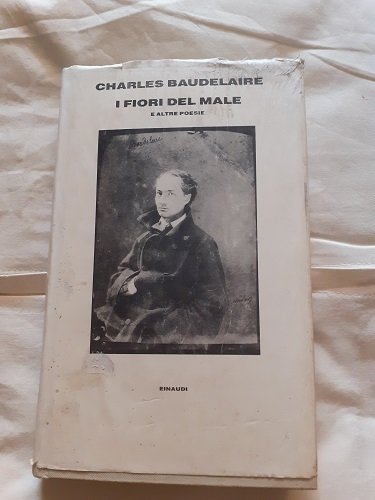 CHARLES BAUDELAIRE
I FIORI DEL MALE
E ALTRE POESIE
EINAUDI